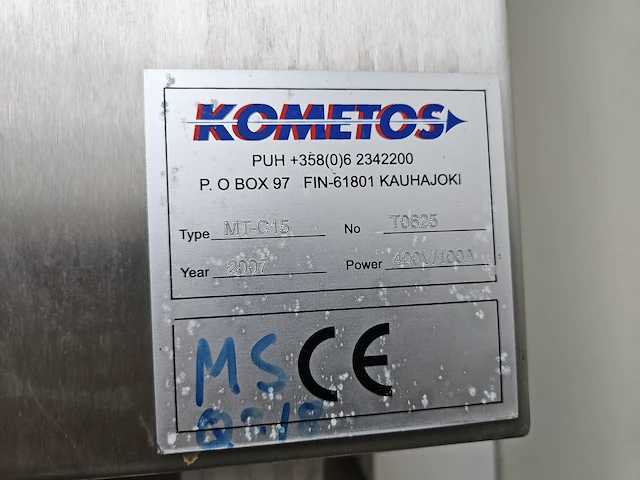 KOMETOS
PUH +358(0)6 2342200
P. O BOX 97 FIN-61801 KAUHAJOKI
Type MT-C15 No T0625
Year 2007 Power 400V/100A
MS CE